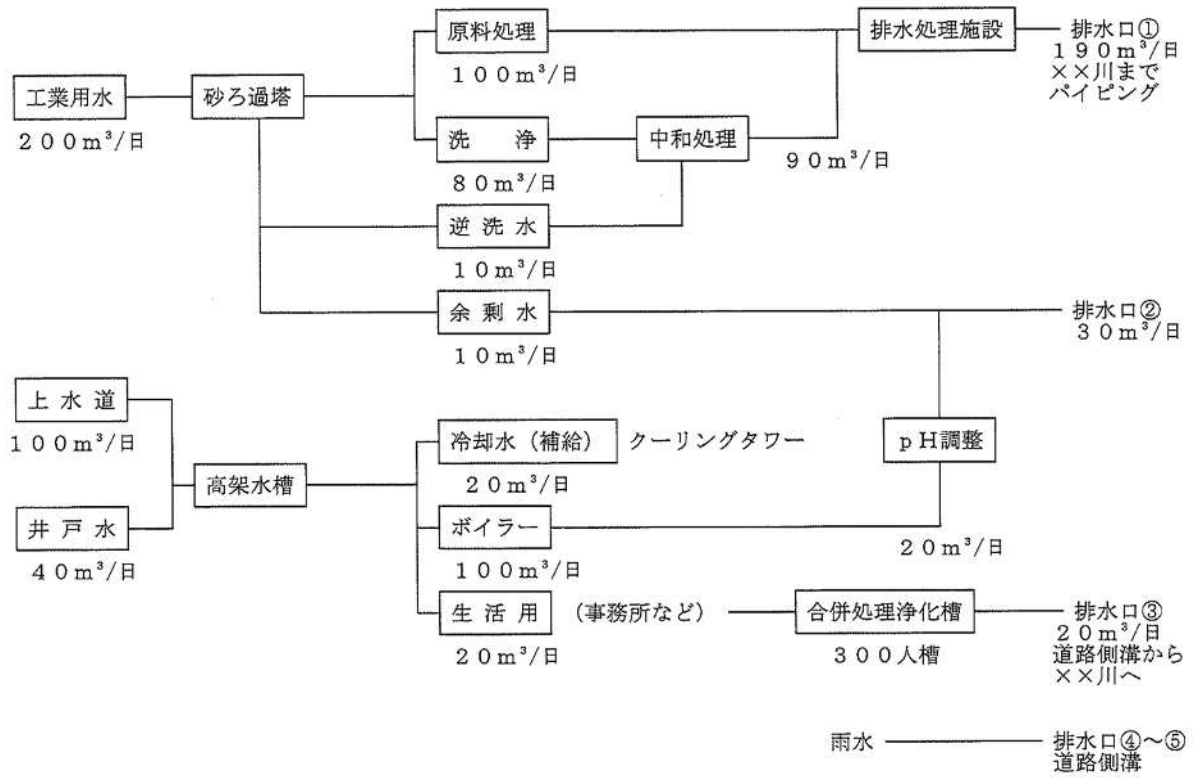 原料処理
100m³/日
排水処理施設
排水口①
190m³/日
××川まで
パイピング
工業用水
200m³/日
砂ろ過塔
洗　浄
80m³/日
中和処理
90m³/日
逆洗水
10m³/日
余剰水
10m³/日
排水口②
30m³/日
上水道
100m³/日
井戸水
40m³/日
高架水槽
冷却水（補給） クーリングタワー
20m³/日
pH調整
ボイラー
100m³/日
20m³/日
生活用 （事務所など）
20m³/日
合併処理浄化槽
300人槽
排水口③
20m³/日
道路側溝から
××川へ
雨水
排水口④～⑤
道路側溝